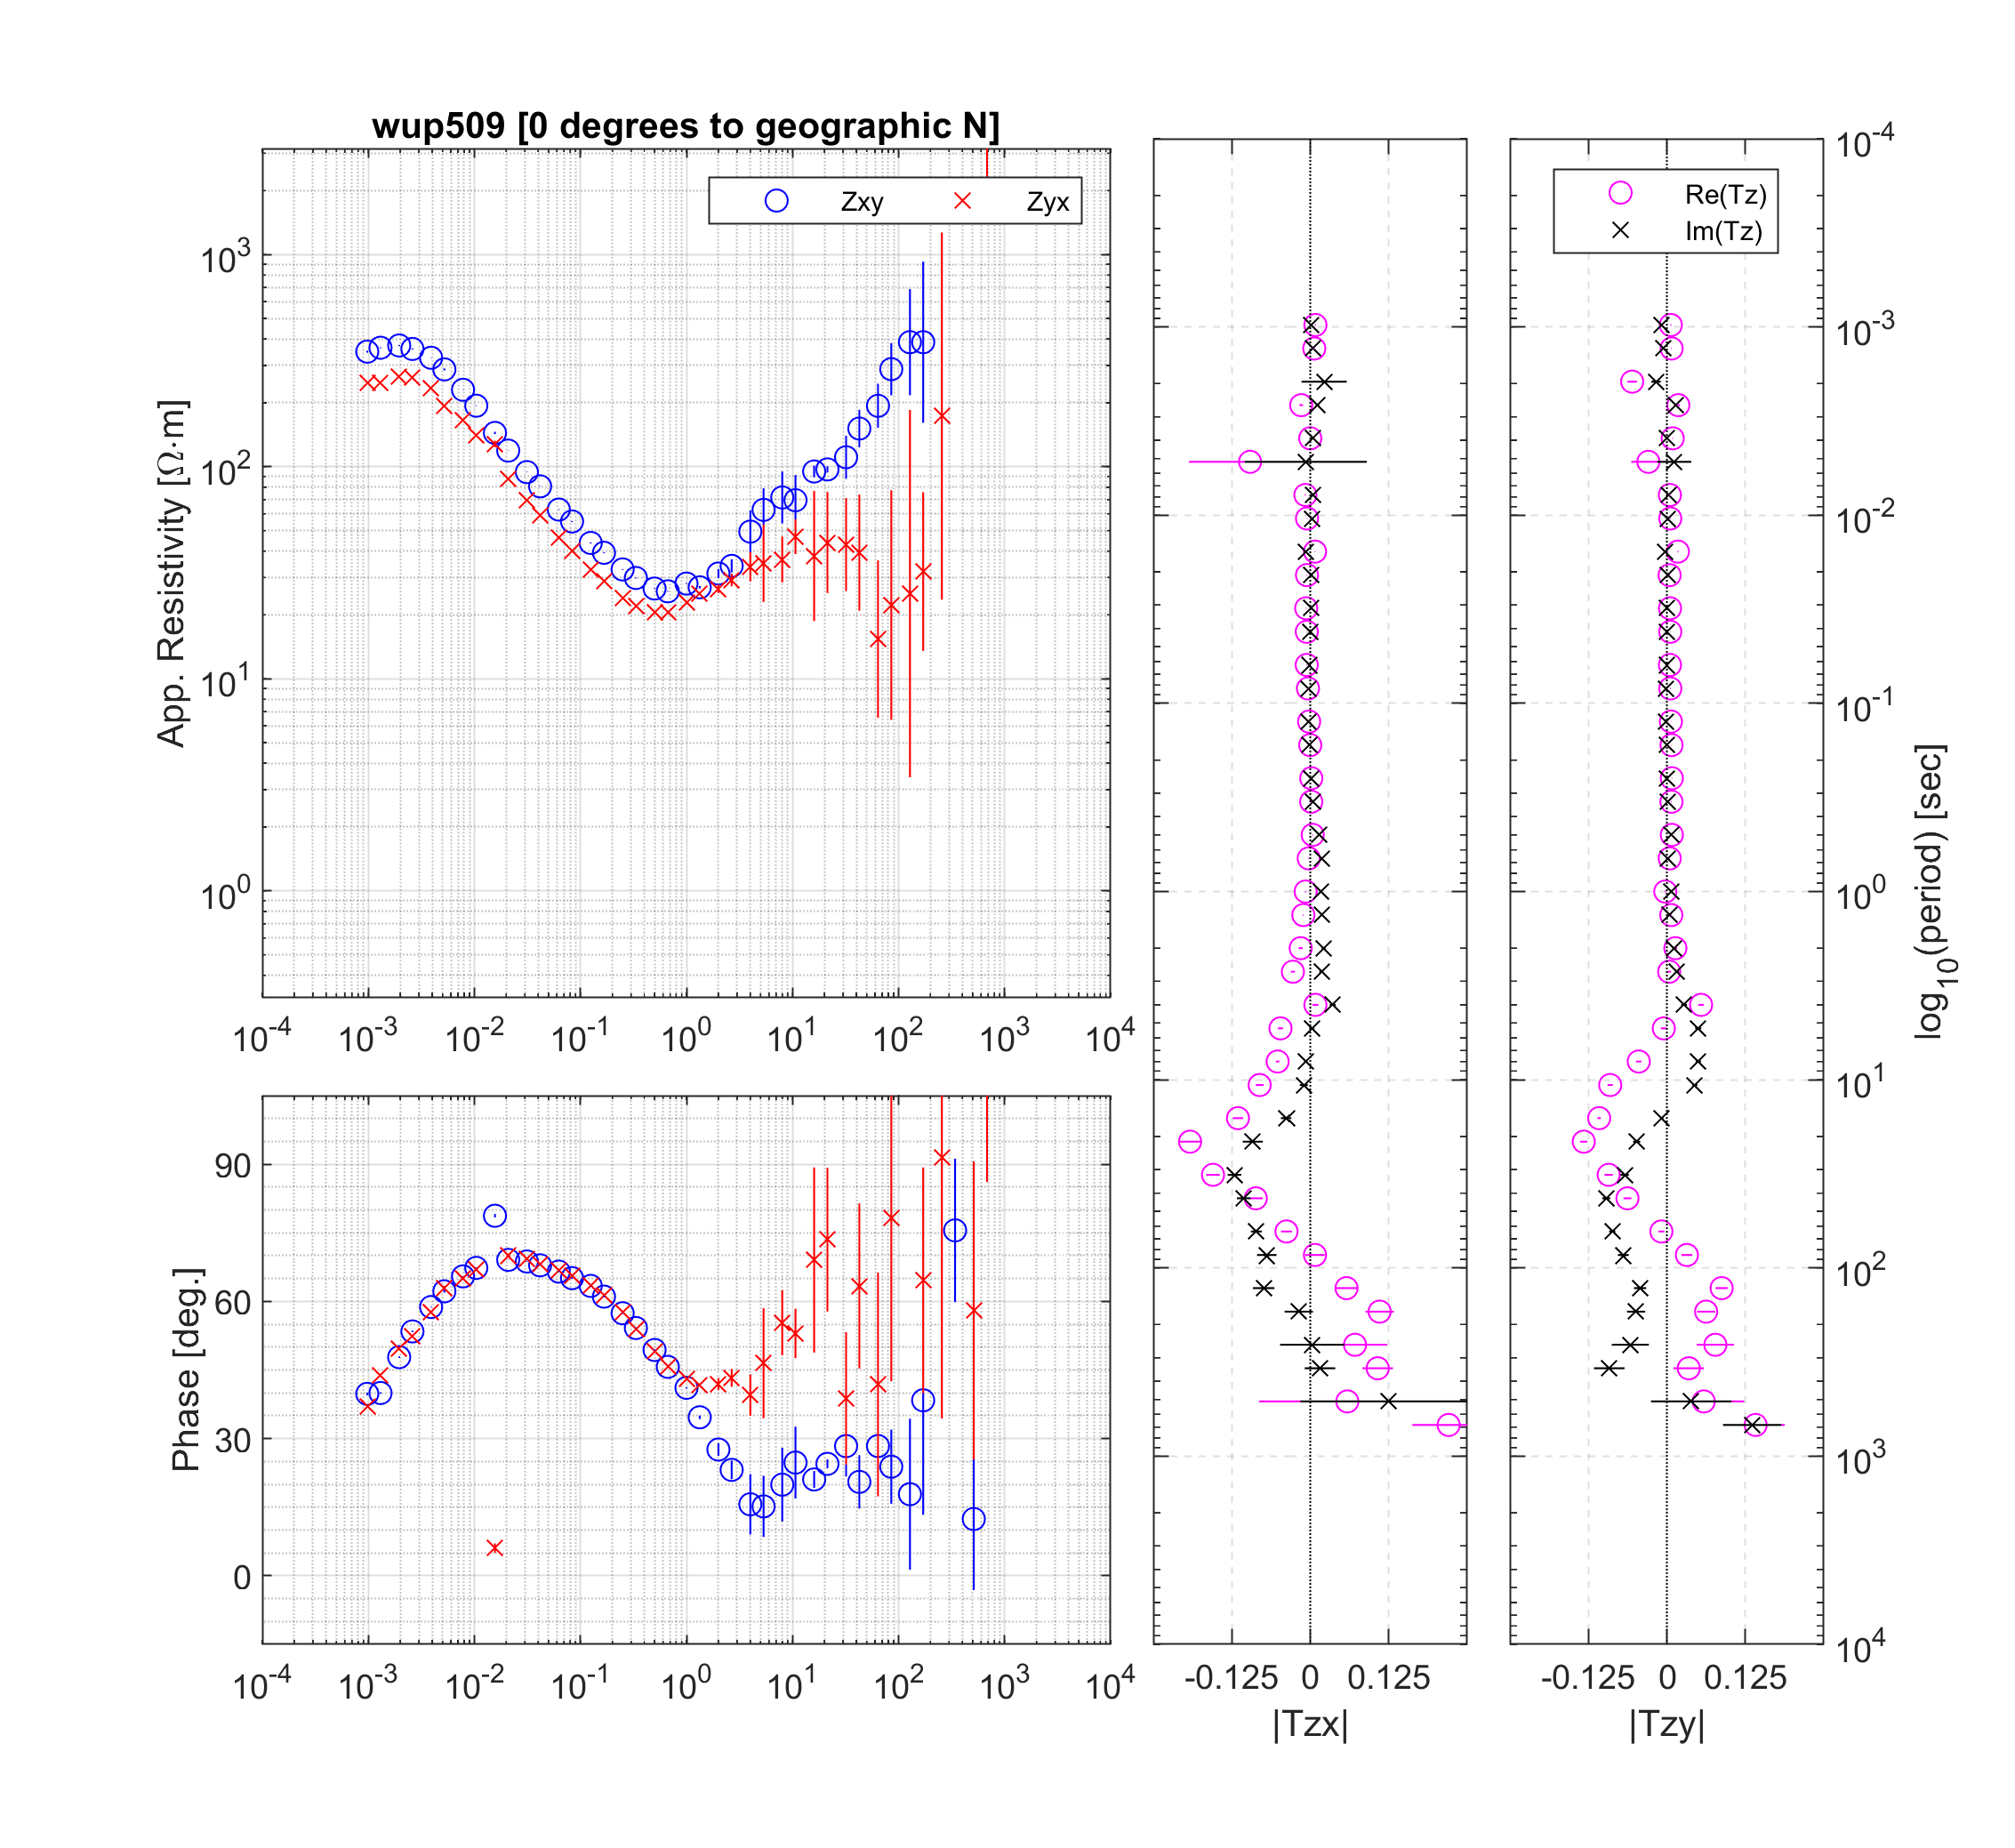 wup509 [0 degrees to geographic N]
Zxy Zyx
App. Resistivity [Ω·m]
10^3
10^2
10^1
10^0
10^-4 10^-3 10^-2 10^-1 10^0 10^1 10^2 10^3 10^4
Phase [deg.]
90
60
30
0
10^-4 10^-3 10^-2 10^-1 10^0 10^1 10^2 10^3 10^4
-0.125 0 0.125
|Tzx|
Re(Tz)
Im(Tz)
-0.125 0 0.125
|Tzy|
10^-4
10^-3
10^-2
10^-1
10^0
10^1
10^2
10^3
10^4
log_10(period) [sec]